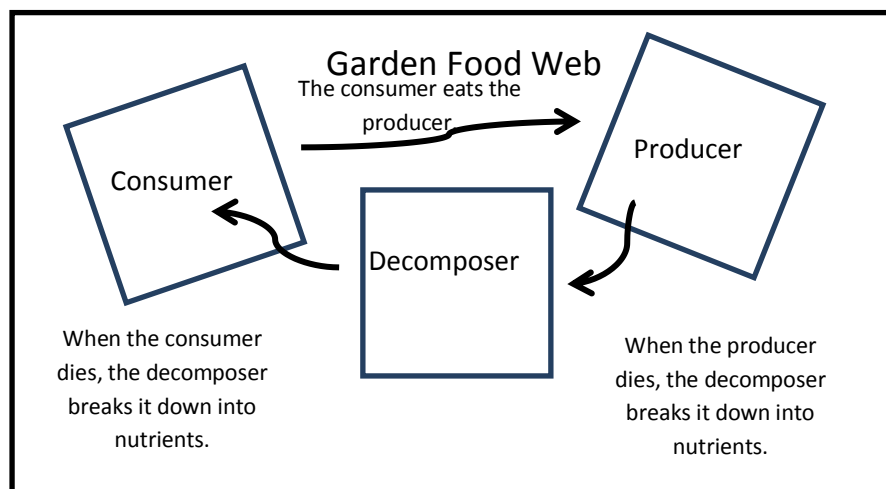 Garden Food Web
The consumer eats the
producer.
Consumer
Producer
Decomposer
When the consumer
dies, the decomposer
breaks it down into
nutrients.
When the producer
dies, the decomposer
breaks it down into
nutrients.